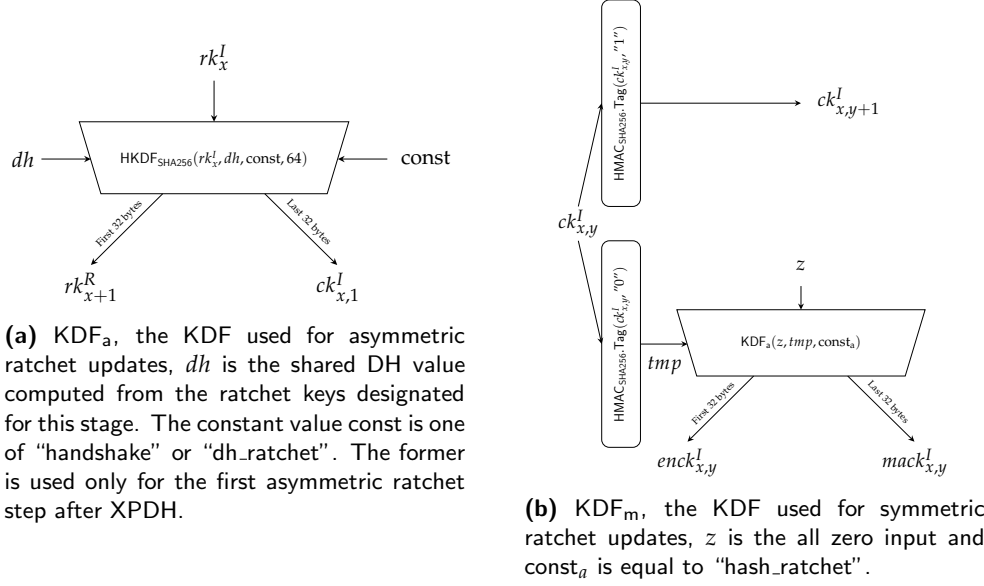 rk_x^I
dh
HKDF_SHA256(rk_x^I, dh, const, 64)
const
First 32 bytes
Last 32 bytes
rk_{x+1}^R
ck_{x,1}^I
(a) KDF_a, the KDF used for asymmetric
ratchet updates, dh is the shared DH value
computed from the ratchet keys designated
for this stage. The constant value const is one
of “handshake” or “dh_ratchet”. The former
is used only for the first asymmetric ratchet
step after XPDH.
HMAC_SHA256.Tag(ck_{x,y}^I, "1")
ck_{x,y+1}^I
ck_{x,y}^I
HMAC_SHA256.Tag(ck_{x,y}^I, "0")
tmp
z
KDF_a(z, tmp, const_a)
First 32 bytes
Last 32 bytes
enck_{x,y}^I
mack_{x,y}^I
(b) KDF_m, the KDF used for symmetric
ratchet updates, z is the all zero input and
const_a is equal to “hash_ratchet”.